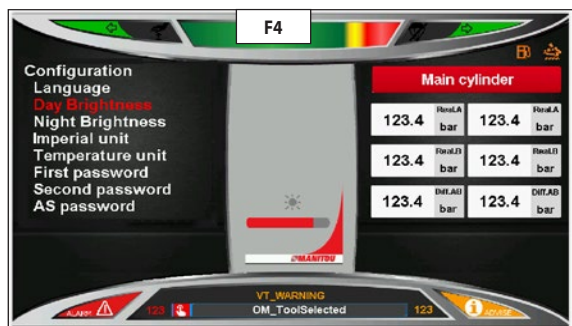 F4
Configuration
Language
Day Brightness
Night Brightness
Imperial unit
Temperature unit
First password
Second password
AS password
MANITOU
Main cylinder
123.4 Real.A bar 123.4 Real.A bar
123.4 Real.B bar 123.4 Real.B bar
123.4 Diff.AB bar 123.4 Diff.AB bar
VT_WARNING
ALARM 123 OM_ToolSelected 123 ADVISE